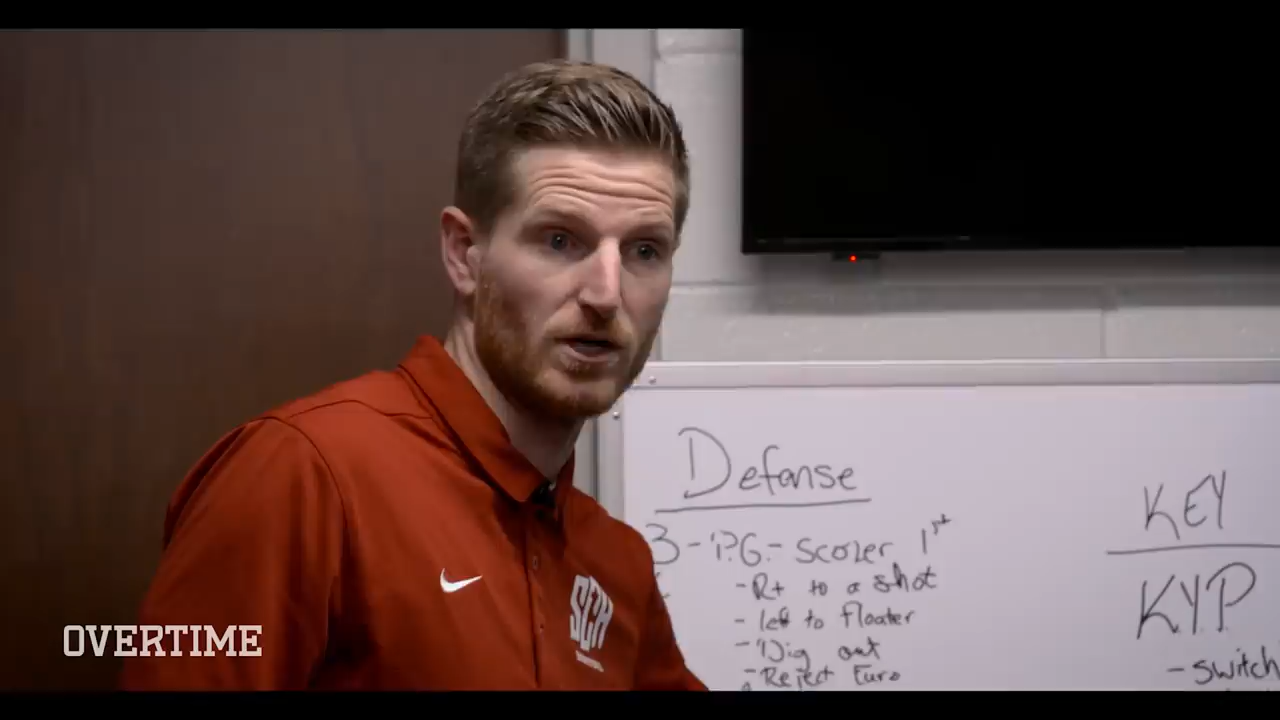 Defense
3 - PG - Scorer 1st
- Rt to a shot
- left to floater
- Dig out
- Reject Euro
KEY
KYP
- switch
SCH
OVERTIME